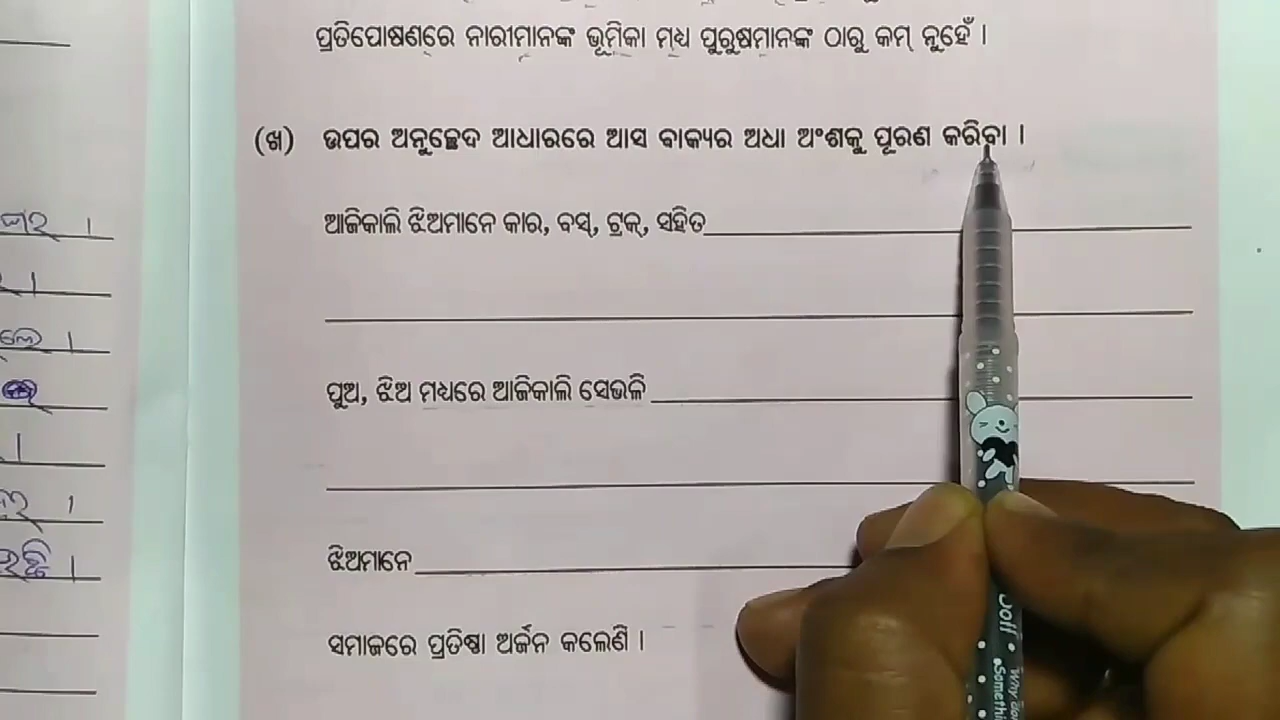 ପ୍ରତିପୋଷଣରେ ନାରୀମାନଙ୍କ ଭୂମିକା ମଧ୍ୟ ପୁରୁଷମାନଙ୍କ ଠାରୁ କମ୍ ନୁହେଁ ।
(ଖ) ଉପର ଅନୁଚ୍ଛେଦ ଆଧାରରେ ଆସ ବାକ୍ୟର ଅଧା ଅଂଶକୁ ପୂରଣ କରିବା ।
ଆଜିକାଲି ଝିଅମାନେ କାର, ବସ୍, ଟ୍ରକ୍, ସହିତ
ପୁଅ, ଝିଅ ମଧ୍ୟରେ ଆଜିକାଲି ସେଭଳି
ଝିଅମାନେ
ସମାଜରେ ପ୍ରତିଷ୍ଠା ଅର୍ଜନ କଲେଣି ।